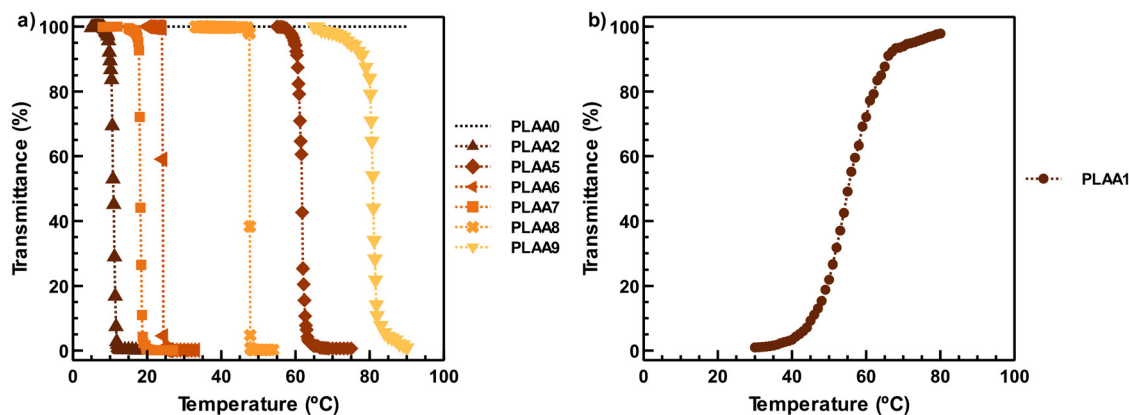 a)
Transmittance (%)
100
80
60
40
20
0
0 20 40 60 80 100
Temperature (ºC)
PLAA0
PLAA2
PLAA5
PLAA6
PLAA7
PLAA8
PLAA9
b)
Transmittance (%)
100
80
60
40
20
0
0 20 40 60 80 100
Temperature (ºC)
PLAA1